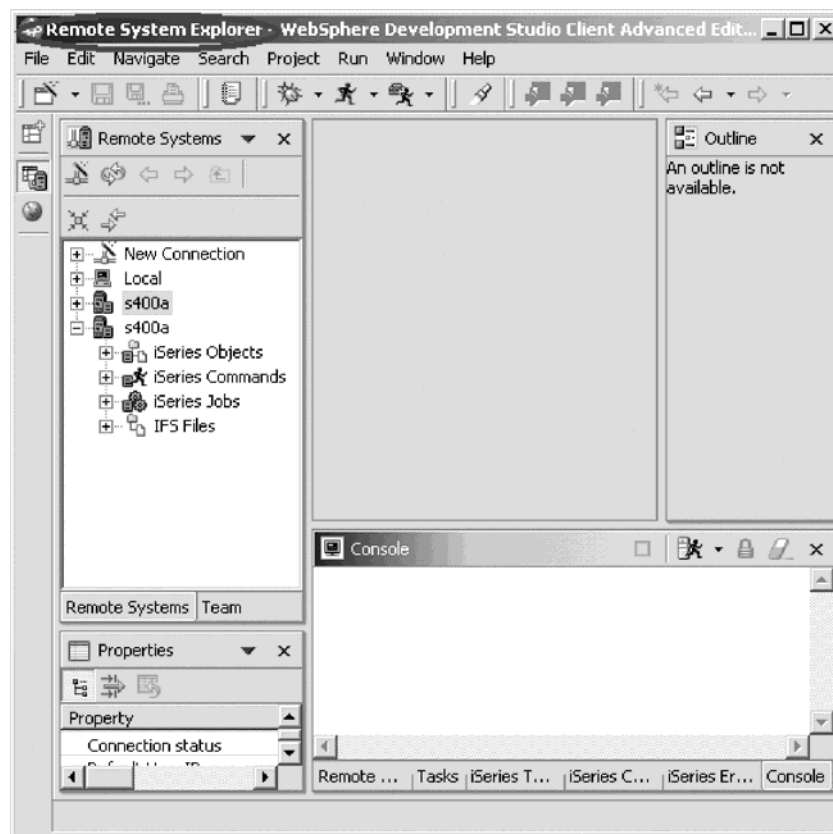 Remote System Explorer - WebSphere Development Studio Client Advanced Edit...
File Edit Navigate Search Project Run Window Help
Remote Systems
New Connection
Local
s400a
s400a
iSeries Objects
iSeries Commands
iSeries Jobs
IFS Files
Remote Systems Team
Properties
Property
Connection status
Outline
An outline is not
available.
Console
Remote ... Tasks iSeries T... iSeries C... iSeries Er... Console